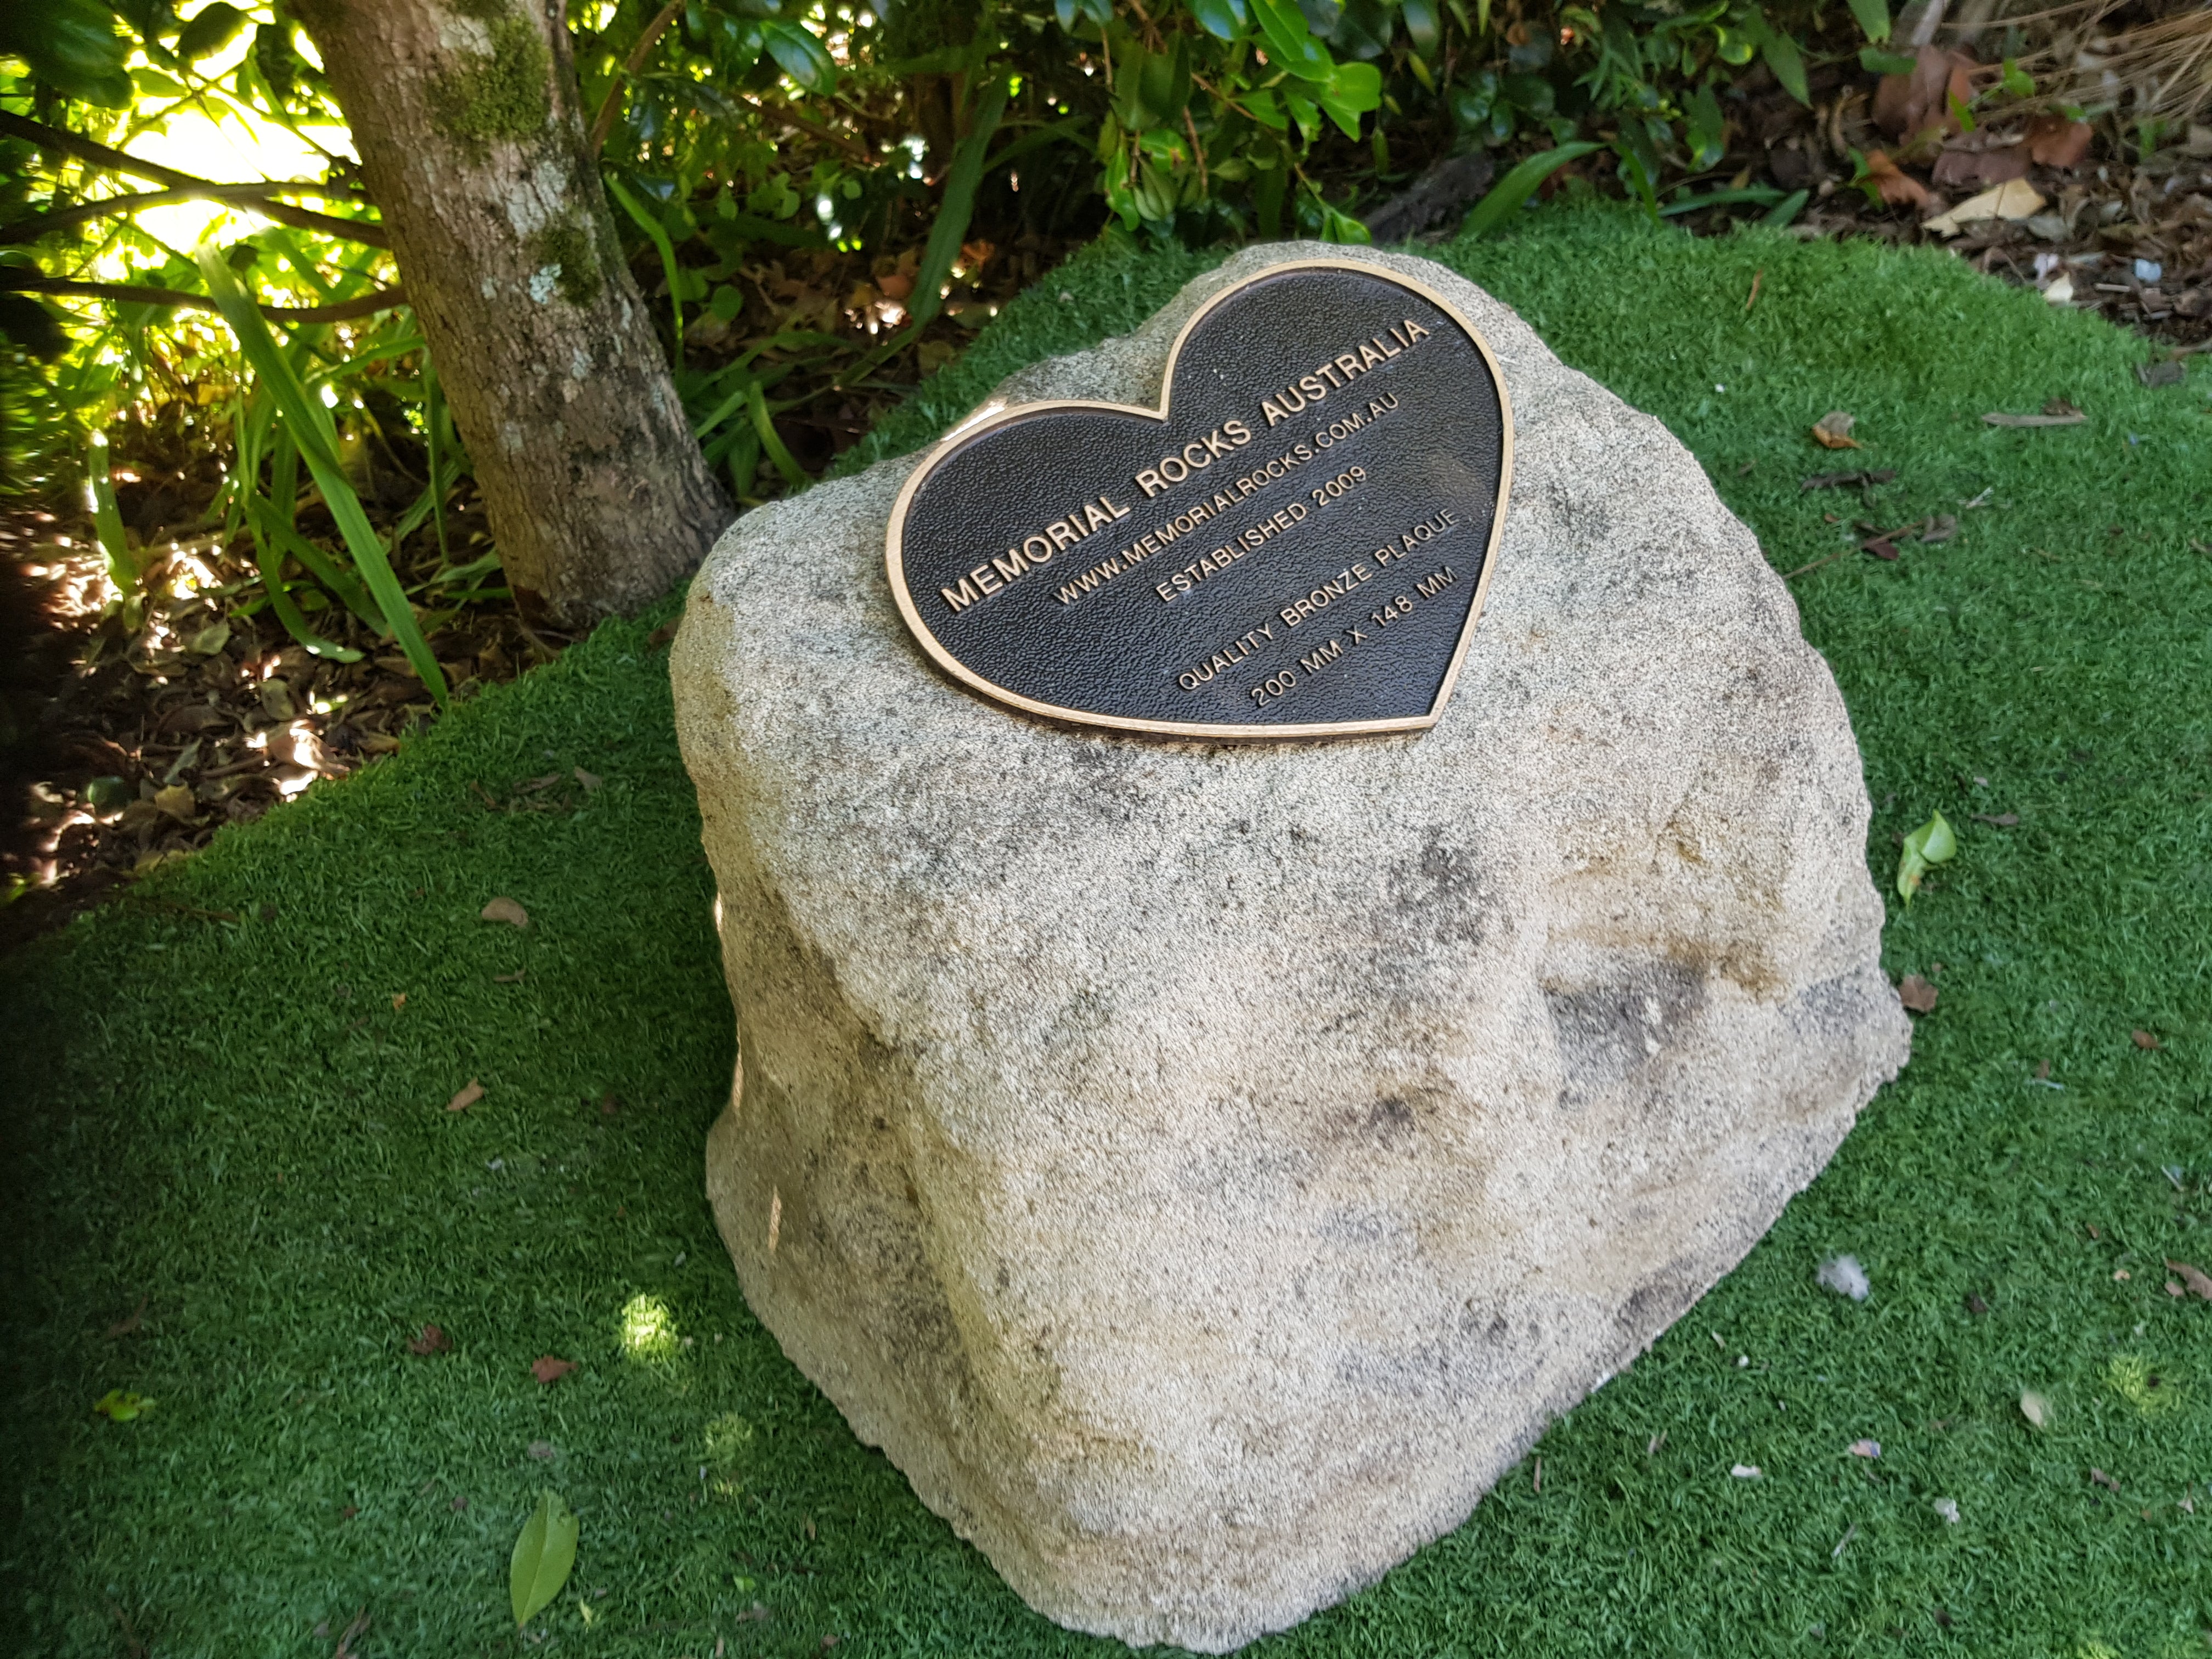 MEMORIAL ROCKS AUSTRALIA
WWW.MEMORIALROCKS.COM.AU
ESTABLISHED 2009
QUALITY BRONZE PLAQUE
200 MM X 148 MM